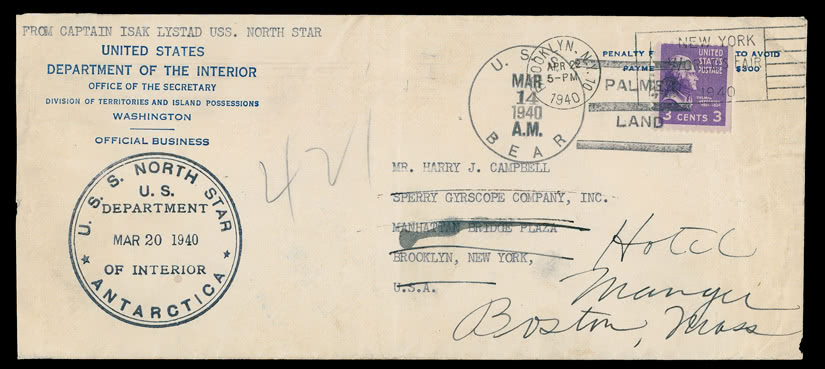 FROM CAPTAIN ISAK LYSTAD USS. NORTH STAR
UNITED STATES
DEPARTMENT OF THE INTERIOR
OFFICE OF THE SECRETARY
DIVISION OF TERRITORIES AND ISLAND POSSESSIONS
WASHINGTON
OFFICIAL BUSINESS
U. S. S. NORTH STAR
U. S.
DEPARTMENT
MAR 20 1940
OF INTERIOR
ANTARCTICA
421
U. S. S.
MAR
14
1940
A.M.
BEAR
BROOKLYN, N.Y. 10
APR 22
5-PM
1940
PALMER
LAND
PENALTY F TO AVOID
PAYME $300
NEW YORK
WORLD'S FAIR
1940
UNITED
STATES
POSTAGE
3 CENTS 3
MR. HARRY J. CAMPBELL
SPERRY GYRSCOPE COMPANY, INC.
MANHATTAN BRIDGE PLAZA
BROOKLYN, NEW YORK,
U.S.A.
Hotel
Manger
Boston, Mass